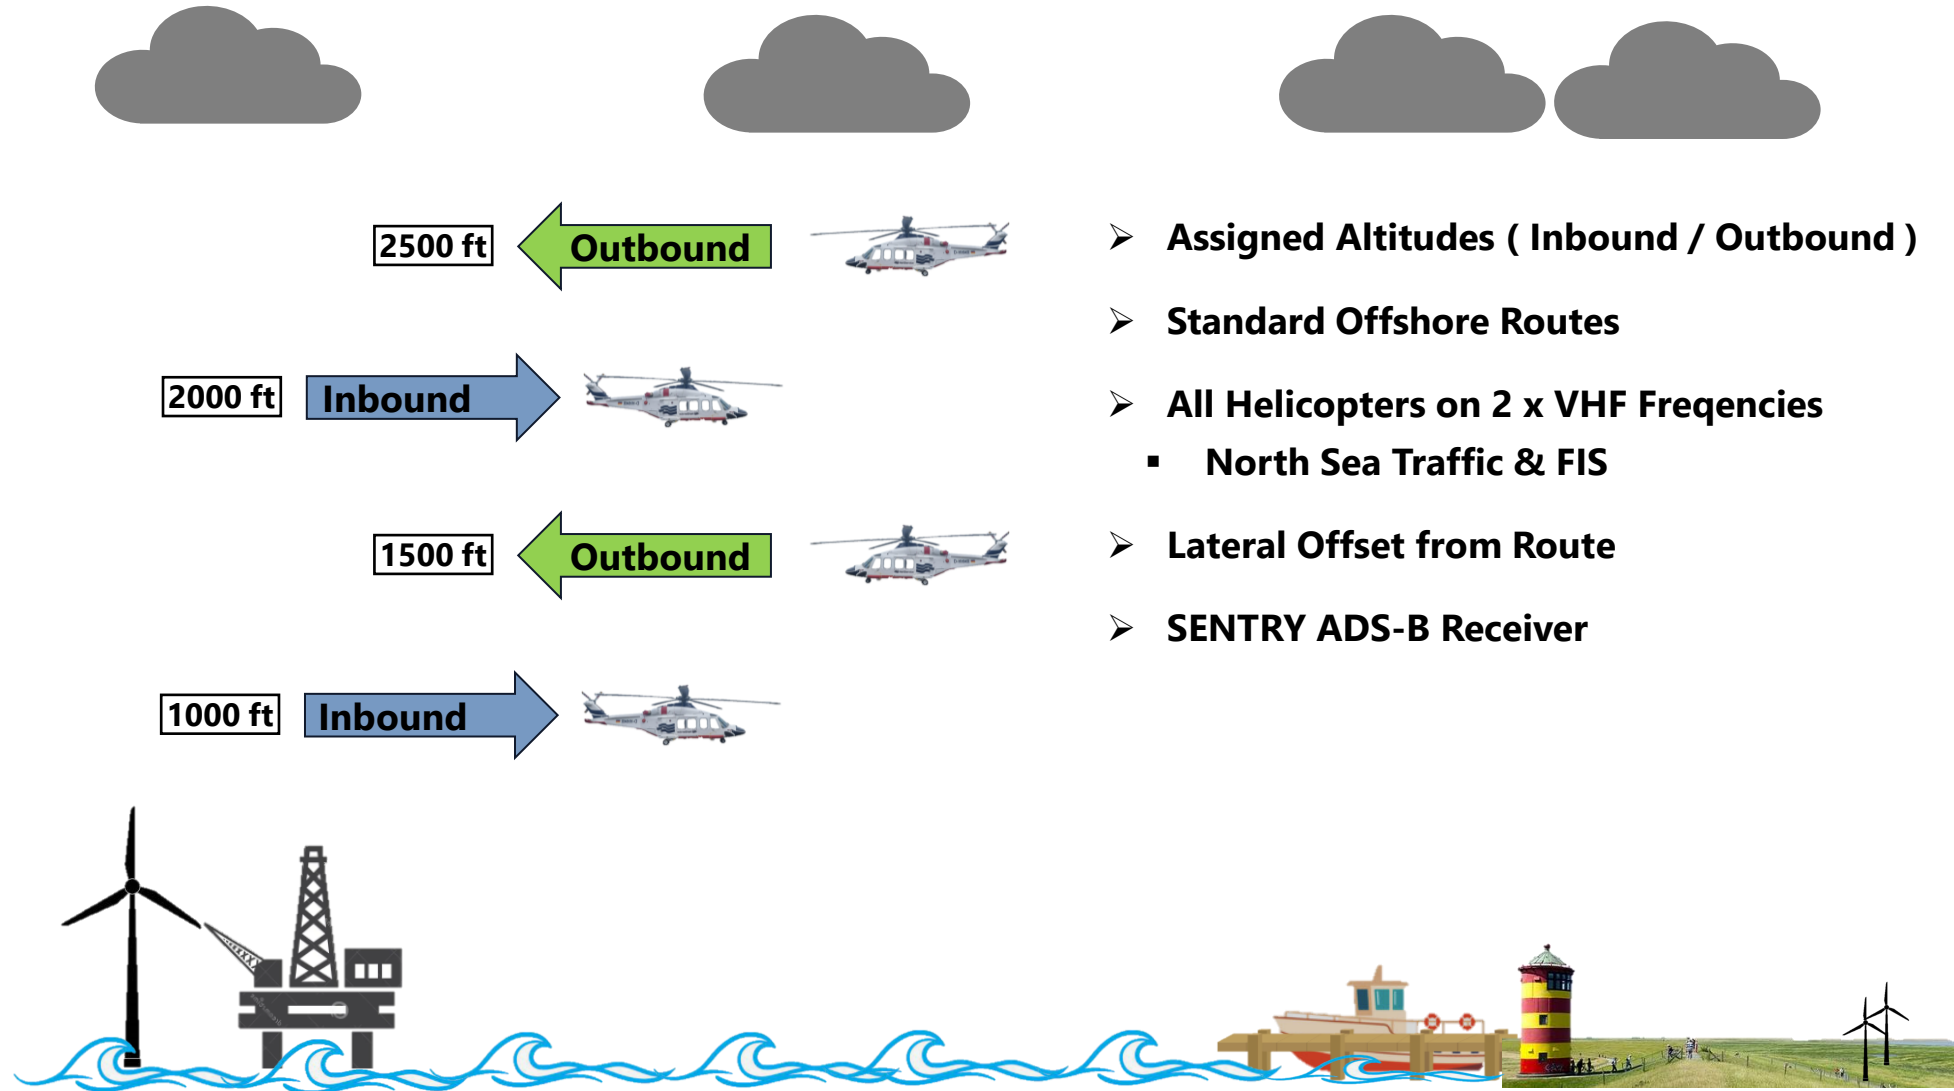 2500 ft
Outbound
2000 ft
Inbound
1500 ft
Outbound
1000 ft
Inbound
➢ Assigned Altitudes ( Inbound / Outbound )
➢ Standard Offshore Routes
➢ All Helicopters on 2 x VHF Freqencies
▪ North Sea Traffic & FIS
➢ Lateral Offset from Route
➢ SENTRY ADS-B Receiver